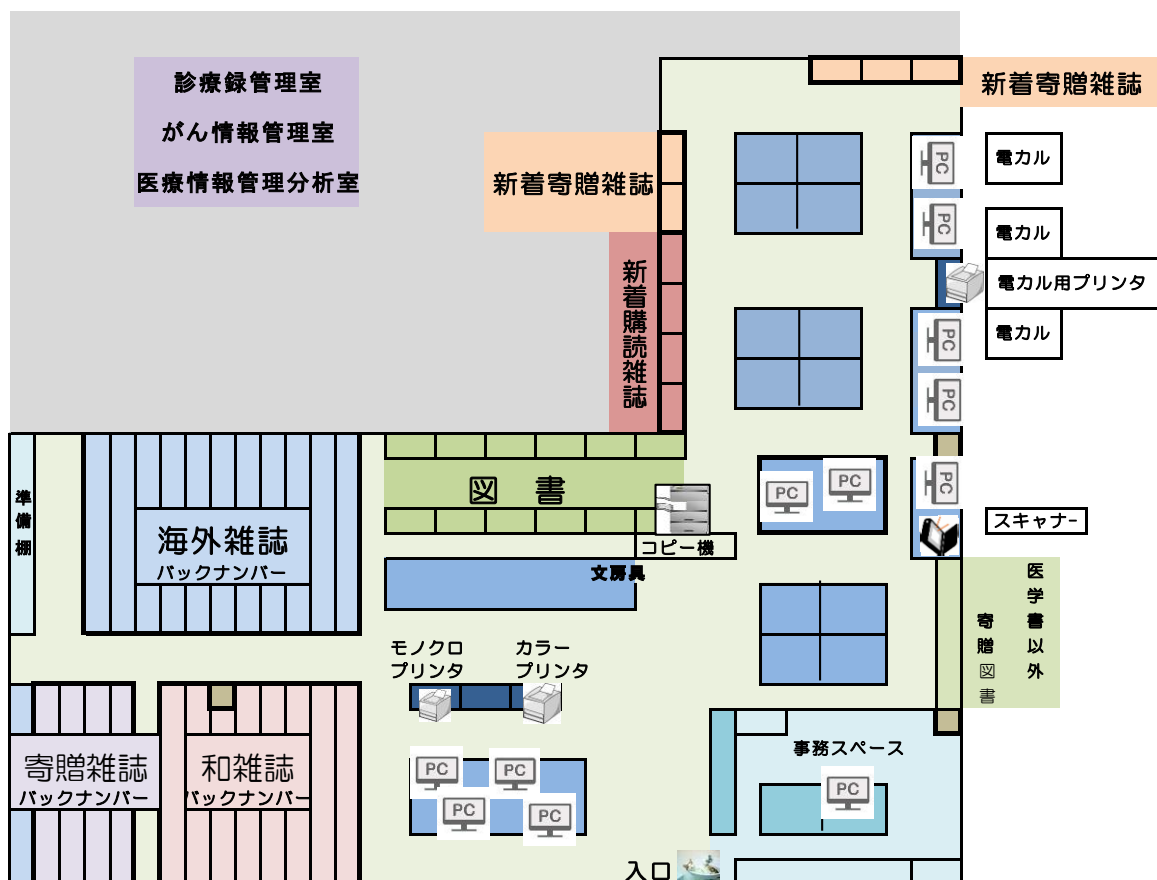 診療録管理室
がん情報管理室
医療情報管理分析室
新着寄贈雑誌
新着寄贈雑誌
新着購読雑誌
PC
電カル
PC
電カル
電カル用プリンタ
PC
電カル
PC
準備棚
海外雑誌
バックナンバー
図書
コピー機
文房具
PC
PC
PC
スキャナー
医学書以外
寄贈図書
モノクロ
プリンタ
カラー
プリンタ
寄贈雑誌
バックナンバー
和雑誌
バックナンバー
PC
PC
PC
PC
事務スペース
PC
入口